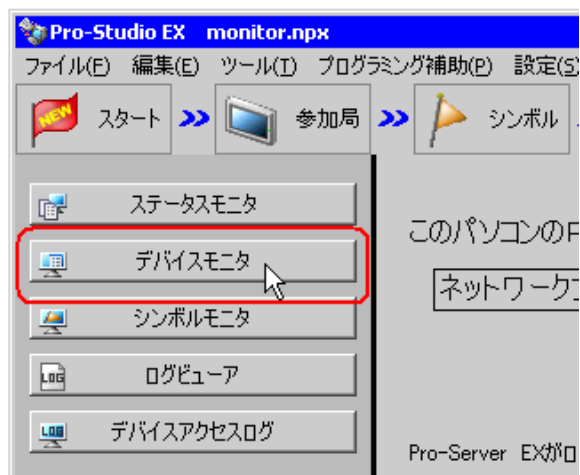 Pro-Studio EX monitor.npx
ファイル(F) 編集(E) ツール(T) プログラミング補助(P) 設定(S)
NEW スタート 参加局 シンボル
ステータスモニタ
デバイスモニタ
シンボルモニタ
LOG ログビューア
LOG デバイスアクセスログ
このパソコンの
ネットワーク
Pro-Server EXが